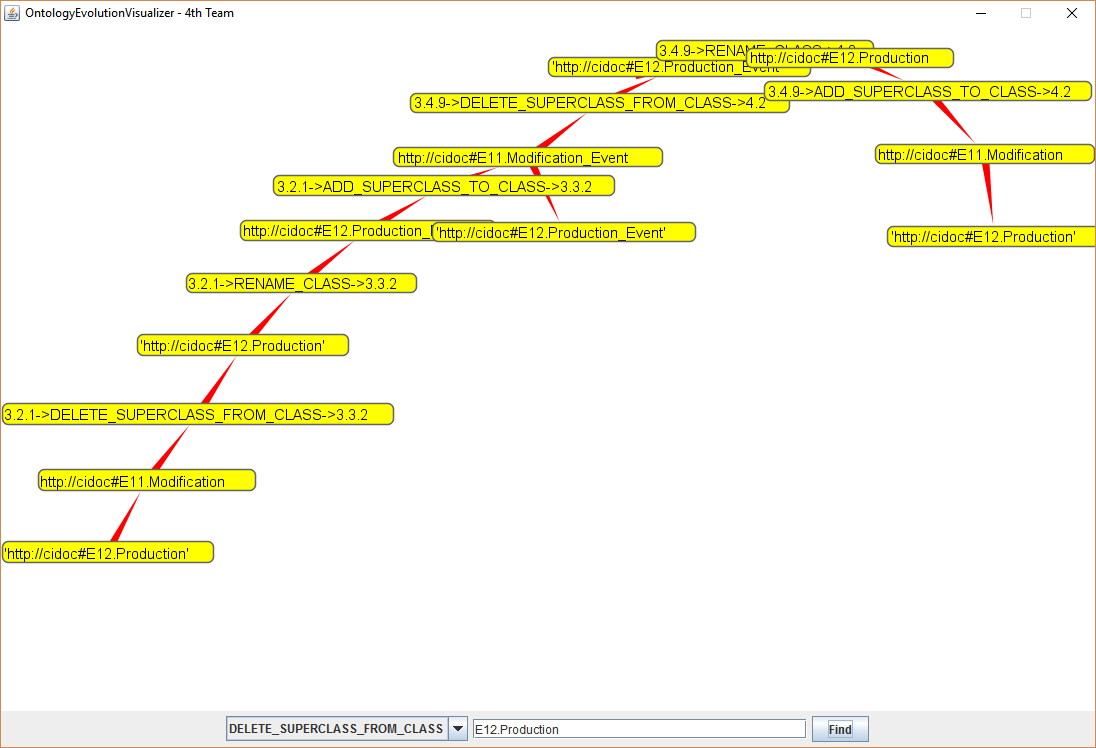 OntologyEvolutionVisualizer - 4th Team
3.4.9->RENAME_CLASS->4.2
http://cidoc#E12.Production
'http://cidoc#E12.Production_Event'
3.4.9->ADD_SUPERCLASS_TO_CLASS->4.2
3.4.9->DELETE_SUPERCLASS_FROM_CLASS->4.2
http://cidoc#E11.Modification
http://cidoc#E11.Modification_Event
3.2.1->ADD_SUPERCLASS_TO_CLASS->3.3.2
http://cidoc#E12.Production_
'http://cidoc#E12.Production_Event'
'http://cidoc#E12.Production'
3.2.1->RENAME_CLASS->3.3.2
'http://cidoc#E12.Production'
3.2.1->DELETE_SUPERCLASS_FROM_CLASS->3.3.2
http://cidoc#E11.Modification
'http://cidoc#E12.Production'
DELETE_SUPERCLASS_FROM_CLASS
E12.Production
Find